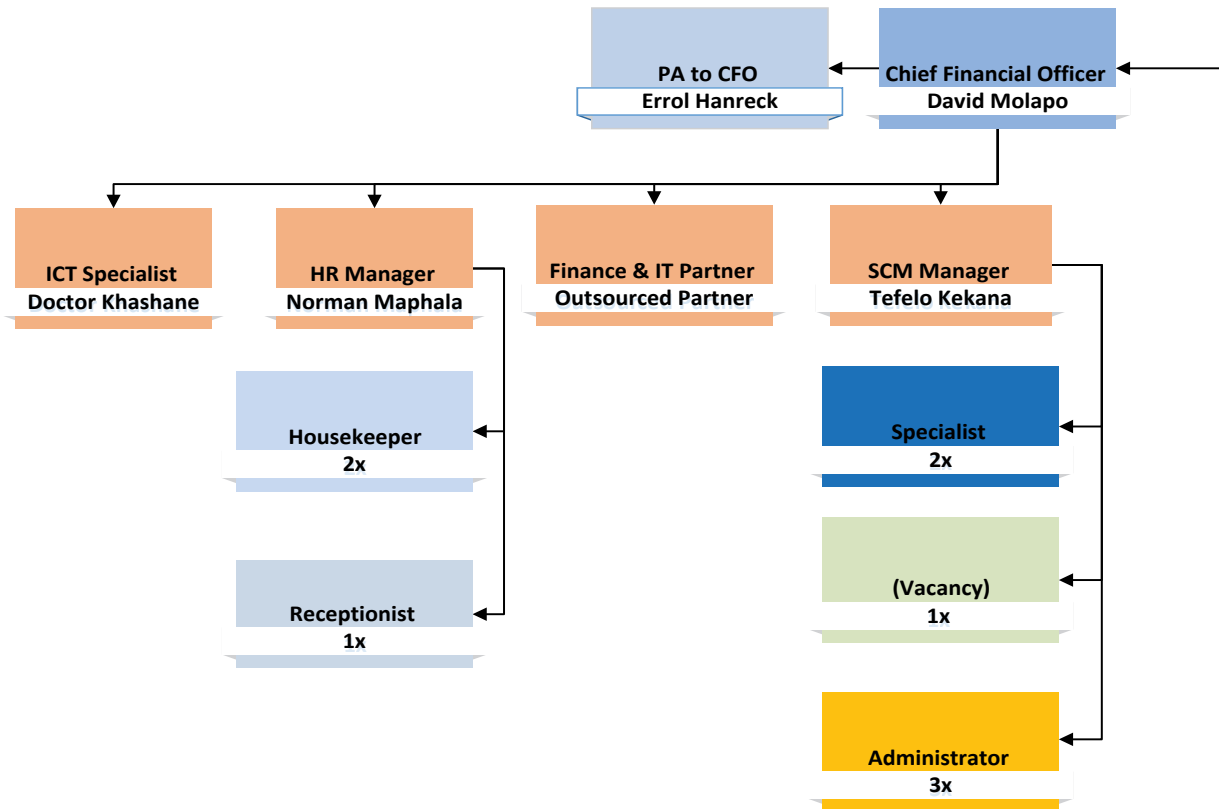 PA to CFO
Errol Hanreck
Chief Financial Officer
David Molapo
ICT Specialist
Doctor Khashane
HR Manager
Norman Maphala
Finance & IT Partner
Outsourced Partner
SCM Manager
Tefelo Kekana
Housekeeper
2x
Receptionist
1x
Specialist
2x
(Vacancy)
1x
Administrator
3x